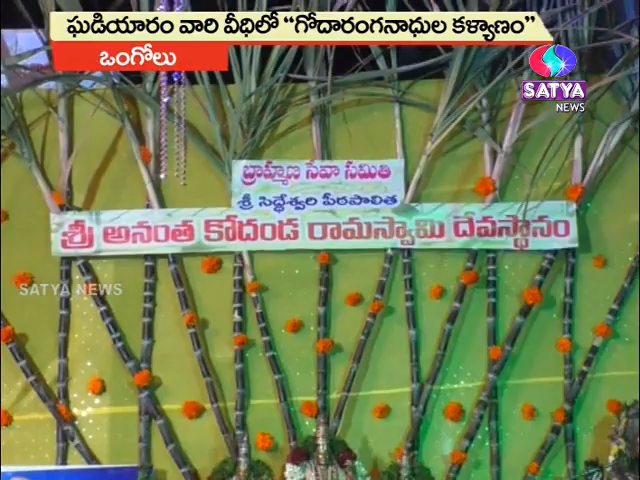 ఘడియారం వారి వీధిలో “గోదారంగనాధుల కళ్యాణం”
ఒంగోలు
SATYA
NEWS
బ్రాహ్మణ సేవా సమితి
శ్రీ సిద్ధేశ్వరి పీఠపాలిత
శ్రీ అనంత కోదండ రామస్వామి దేవస్థానం
SATYA NEWS